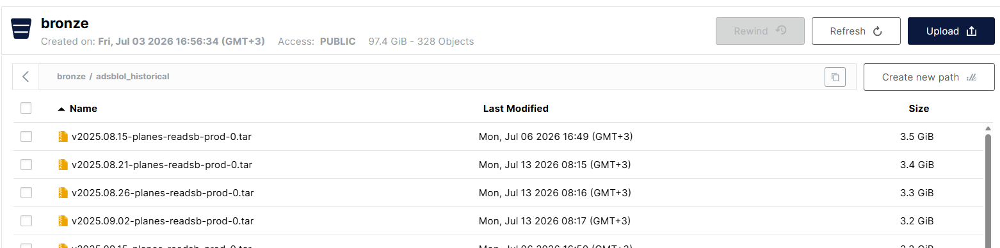 bronze
Created on: Fri, Jul 03 2026 16:56:34 (GMT+3) Access: PUBLIC 97.4 GiB - 328 Objects
Rewind Refresh Upload
bronze / adsblol_historical
Create new path
Name Last Modified Size
v2025.08.15-planes-readsb-prod-0.tar Mon, Jul 06 2026 16:49 (GMT+3) 3.5 GiB
v2025.08.21-planes-readsb-prod-0.tar Mon, Jul 13 2026 08:15 (GMT+3) 3.4 GiB
v2025.08.26-planes-readsb-prod-0.tar Mon, Jul 13 2026 08:16 (GMT+3) 3.3 GiB
v2025.09.02-planes-readsb-prod-0.tar Mon, Jul 13 2026 08:17 (GMT+3) 3.2 GiB